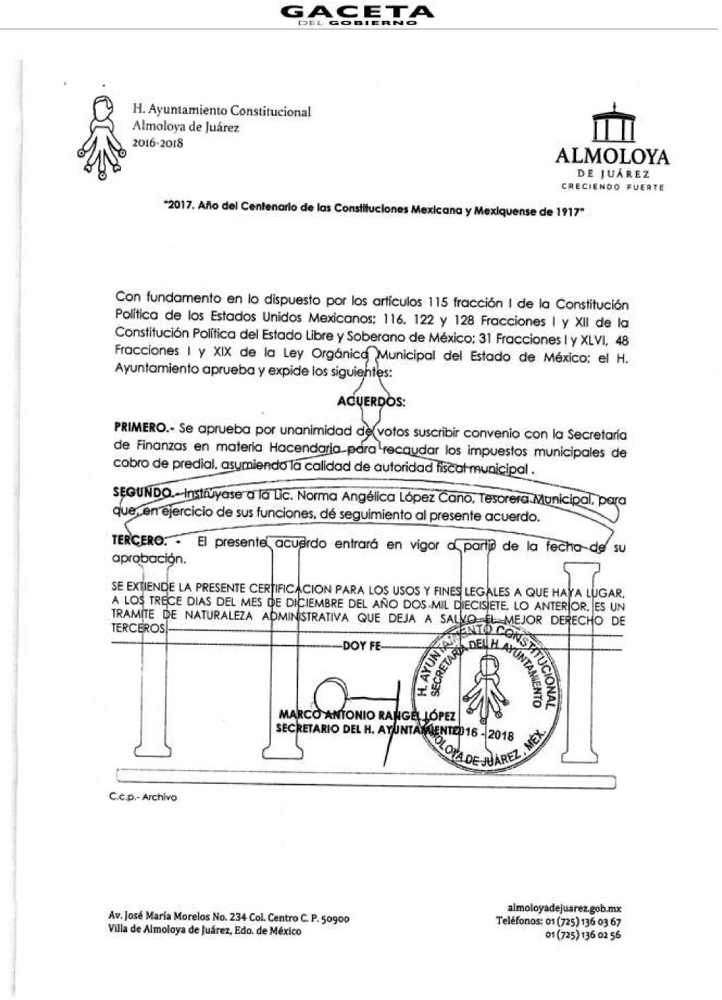 GACETA
DEL GOBIERNO
H. Ayuntamiento Constitucional
Almoloya de Juárez
2016-2018
ALMOLOYA
DE JUÁREZ
CRECIENDO FUERTE
"2017. Año del Centenario de las Constituciones Mexicana y Mexiquense de 1917"
Con fundamento en lo dispuesto por los artículos 115 fracción I de la Constitución
Política de los Estados Unidos Mexicanos; 116, 122 y 128 Fracciones I y XII de la
Constitución Política del Estado Libre y Soberano de México; 31 Fracciones I y XLVI, 48
Fracciones I y XIX de la Ley Orgánica Municipal del Estado de México; el H.
Ayuntamiento aprueba y expide los siguientes:
ACUERDOS:
PRIMERO.- Se aprueba por unanimidad de votos suscribir convenio con la Secretaría
de Finanzas en materia Hacendaria para recaudar los impuestos municipales de
cobro de predial, asumiendo la calidad de autoridad fiscal municipal .
SEGUNDO.- Instrúyase a la Lic. Norma Angélica López Cano, Tesorera Municipal, para
que, en ejercicio de sus funciones, dé seguimiento al presente acuerdo.
TERCERO. - El presente acuerdo entrará en vigor a partir de la fecha de su
aprobación.
SE EXTIENDE LA PRESENTE CERTIFICACION PARA LOS USOS Y FINES LEGALES A QUE HAYA LUGAR,
A LOS TRECE DIAS DEL MES DE DICIEMBRE DEL AÑO DOS MIL DIECISIETE, LO ANTERIOR, ES UN
TRAMITE DE NATURALEZA ADMINISTRATIVA QUE DEJA A SALVO EL MEJOR DERECHO DE
TERCEROS.
DOY FE
H. AYUNTAMIENTO CONSTITUCIONAL
SECRETARIA DEL H. AYUNTAMIENTO
MARCO ANTONIO RANGEL LÓPEZ
SECRETARIO DEL H. AYUNTAMIENTO
2016 - 2018
ALMOLOYA DE JUÁREZ, MÉX.
C.c.p.- Archivo
Av. José María Morelos No. 234 Col. Centro C. P. 50900
Villa de Almoloya de Juárez, Edo. de México
almoloyadejuarez.gob.mx
Teléfonos: 01 (725) 136 03 67
01 (725) 136 02 56